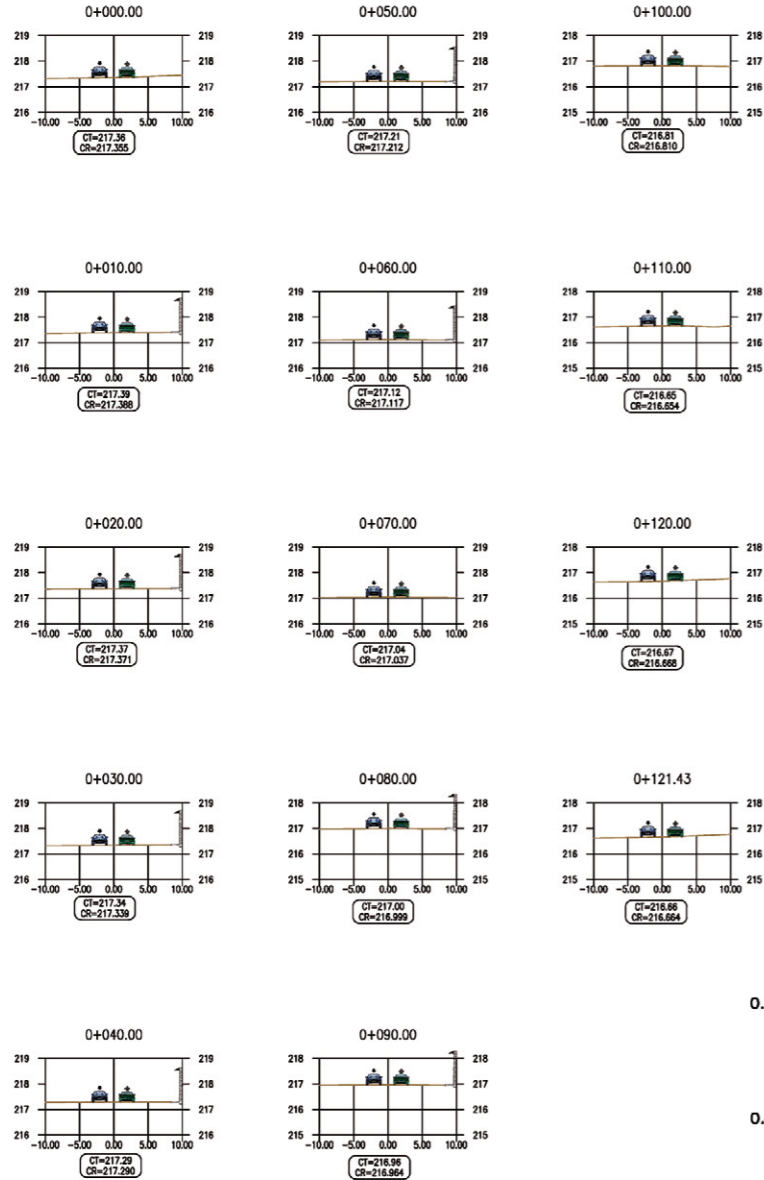 0+000.00
219 219
218 218
217 217
216 216
-10.00 -5.00 0.00 5.00 10.00
CT=217.36
CR=217.355
0+050.00
219 219
218 218
217 217
216 216
-10.00 -5.00 0.00 5.00 10.00
CT=217.21
CR=217.212
0+100.00
218 218
217 217
216 216
215 215
-10.00 -5.00 0.00 5.00 10.00
CT=216.81
CR=216.810
0+010.00
219 219
218 218
217 217
216 216
-10.00 -5.00 0.00 5.00 10.00
CT=217.39
CR=217.388
0+060.00
219 219
218 218
217 217
216 216
-10.00 -5.00 0.00 5.00 10.00
CT=217.12
CR=217.117
0+110.00
218 218
217 217
216 216
215 215
-10.00 -5.00 0.00 5.00 10.00
CT=216.65
CR=216.654
0+020.00
219 219
218 218
217 217
216 216
-10.00 -5.00 0.00 5.00 10.00
CT=217.37
CR=217.371
0+070.00
219 219
218 218
217 217
216 216
-10.00 -5.00 0.00 5.00 10.00
CT=217.04
CR=217.037
0+120.00
218 218
217 217
216 216
215 215
-10.00 -5.00 0.00 5.00 10.00
CT=216.67
CR=216.668
0+030.00
219 219
218 218
217 217
216 216
-10.00 -5.00 0.00 5.00 10.00
CT=217.34
CR=217.339
0+080.00
218 218
217 217
216 216
215 215
-10.00 -5.00 0.00 5.00 10.00
CT=217.00
CR=216.999
0+121.43
218 218
217 217
216 216
215 215
-10.00 -5.00 0.00 5.00 10.00
CT=216.66
CR=216.664
0.
0+040.00
219 219
218 218
217 217
216 216
-10.00 -5.00 0.00 5.00 10.00
CT=217.29
CR=217.290
0+090.00
218 218
217 217
216 216
215 215
-10.00 -5.00 0.00 5.00 10.00
CT=216.96
CR=216.964
0.